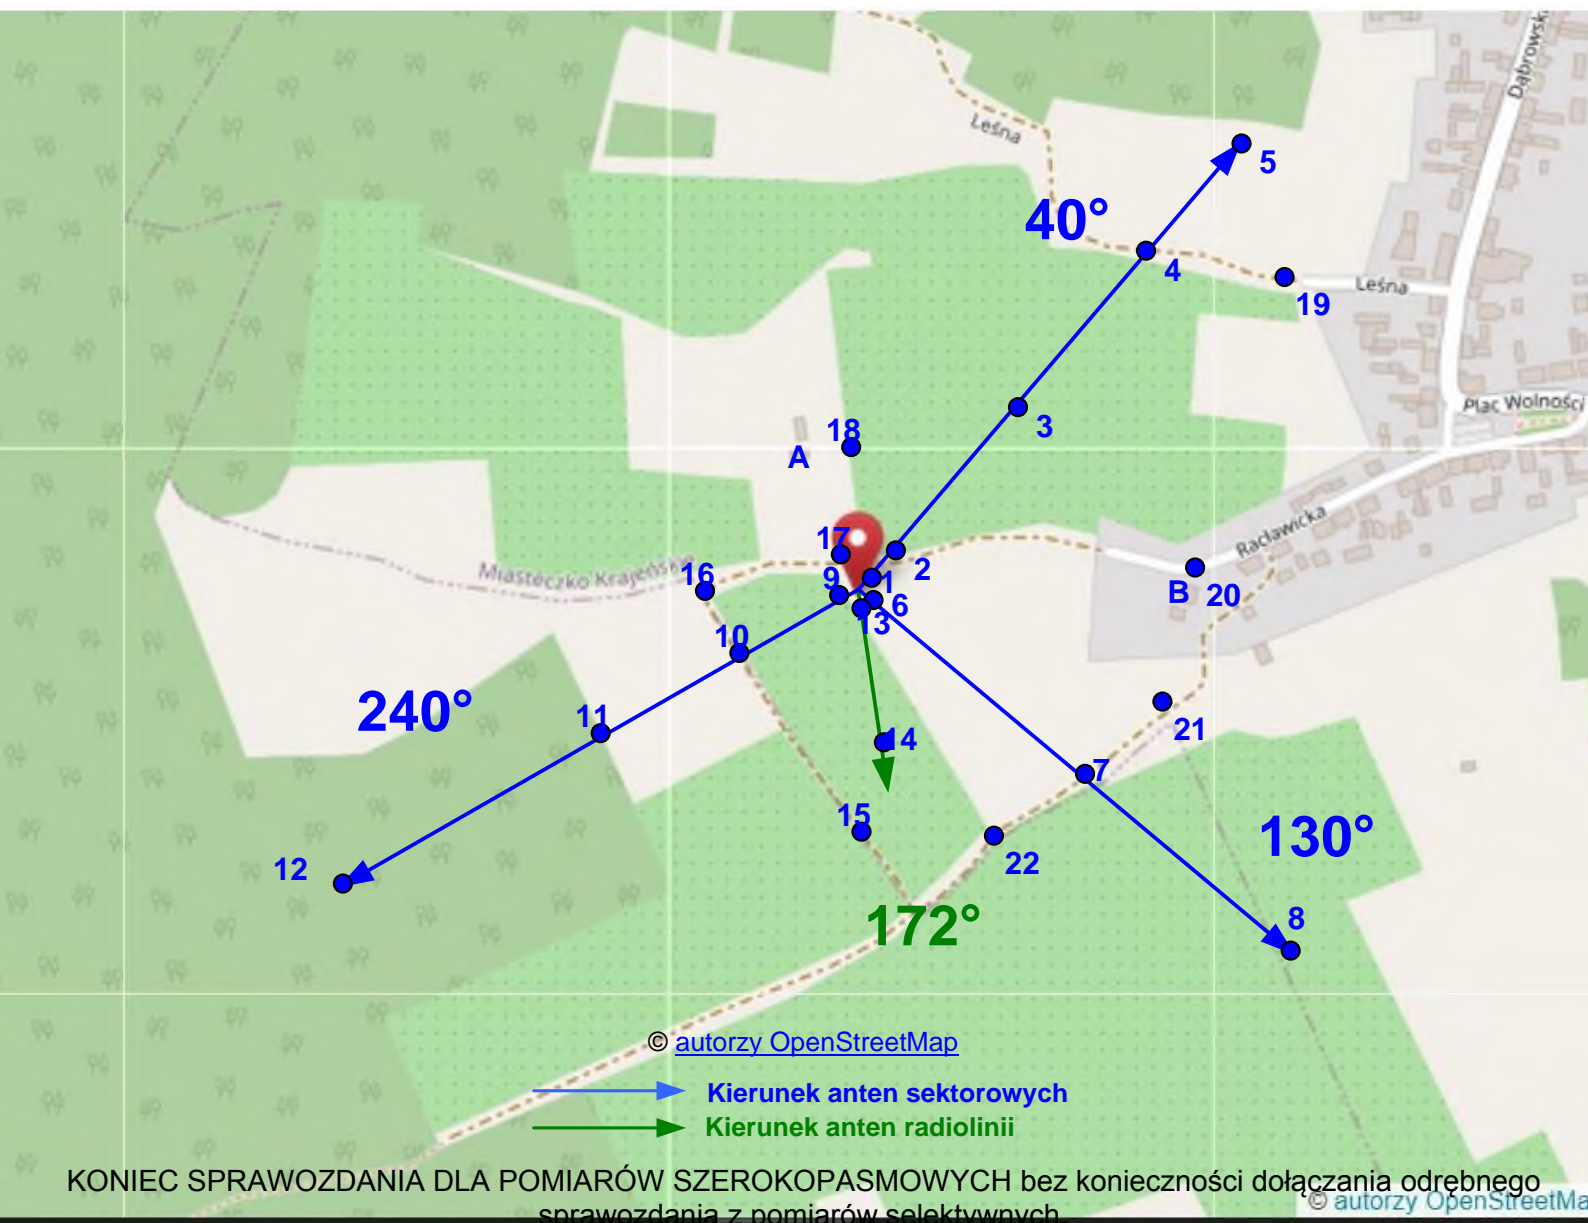 Dąbrowsk
Leśna
5
40°
4
Leśna
19
Plac Wolności
3
18
A
Racławicka
17
2
Miasteczko Krajeńskie
16
9
1
B
20
6
13
10
240°
11
21
14
7
15
130°
22
12
172°
8
© autorzy OpenStreetMap
Kierunek anten sektorowych
Kierunek anten radiolinii
KONIEC SPRAWOZDANIA DLA POMIARÓW SZEROKOPASMOWYCH bez konieczności dołączania odrębnego
sprawozdania z pomiarów selektywnych.
© autorzy OpenStreetMa